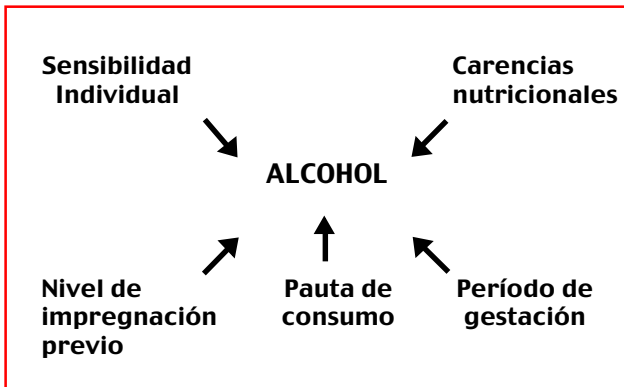 Sensibilidad
Individual
Carencias
nutricionales
ALCOHOL
Nivel de
impregnación
previo
Pauta de
consumo
Período de
gestación